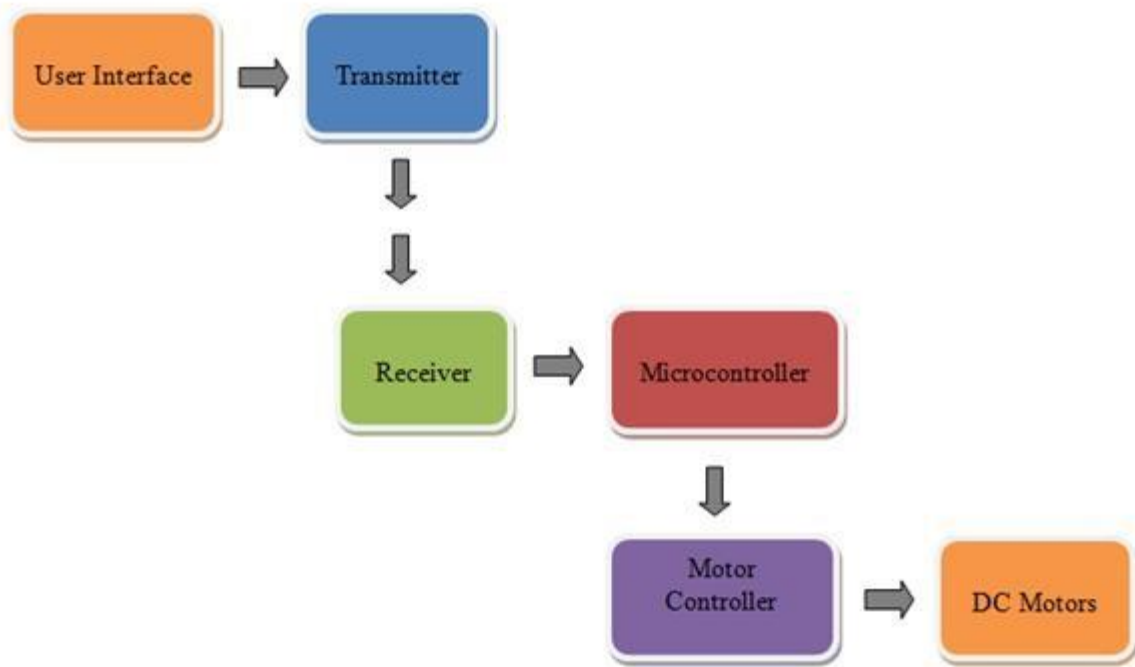 User Interface
Transmitter
Receiver
Microcontroller
Motor
Controller
DC Motors